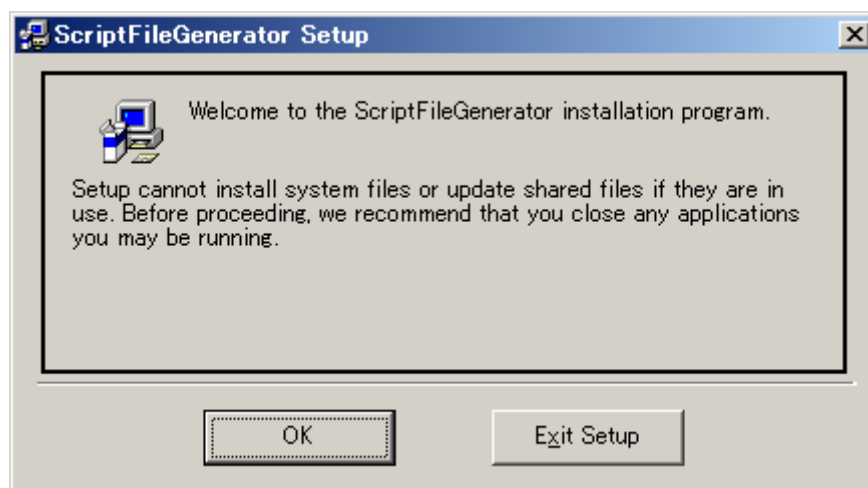 ScriptFileGenerator Setup
Welcome to the ScriptFileGenerator installation program.
Setup cannot install system files or update shared files if they are in
use. Before proceeding, we recommend that you close any applications
you may be running.
OK
Exit Setup